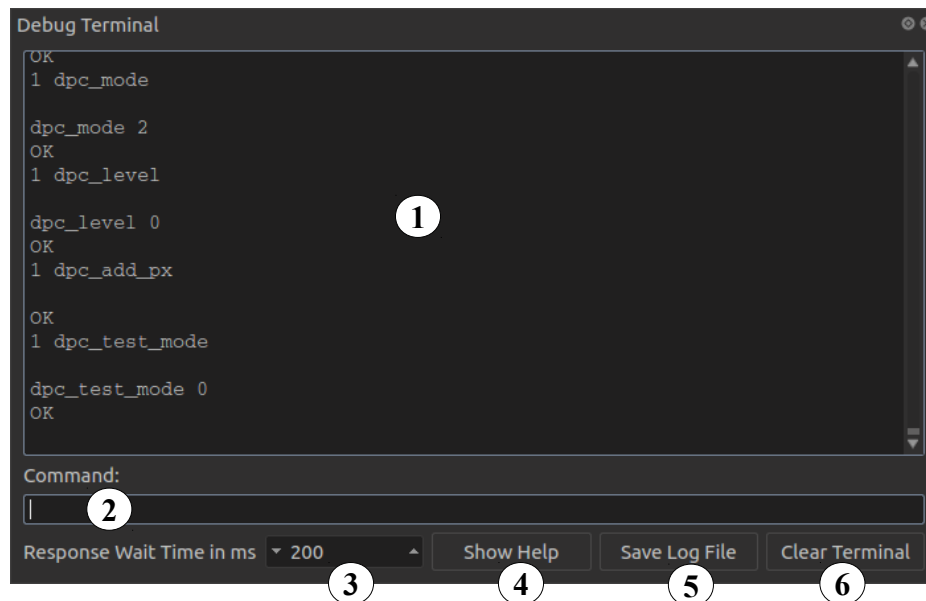 Debug Terminal
OK
1 dpc_mode
dpc_mode 2
OK
1 dpc_level
1
dpc_level 0
OK
1 dpc_add_px
OK
1 dpc_test_mode
dpc_test_mode 0
OK
Command:
2
Response Wait Time in ms 200 Show Help Save Log File Clear Terminal
3 4 5 6